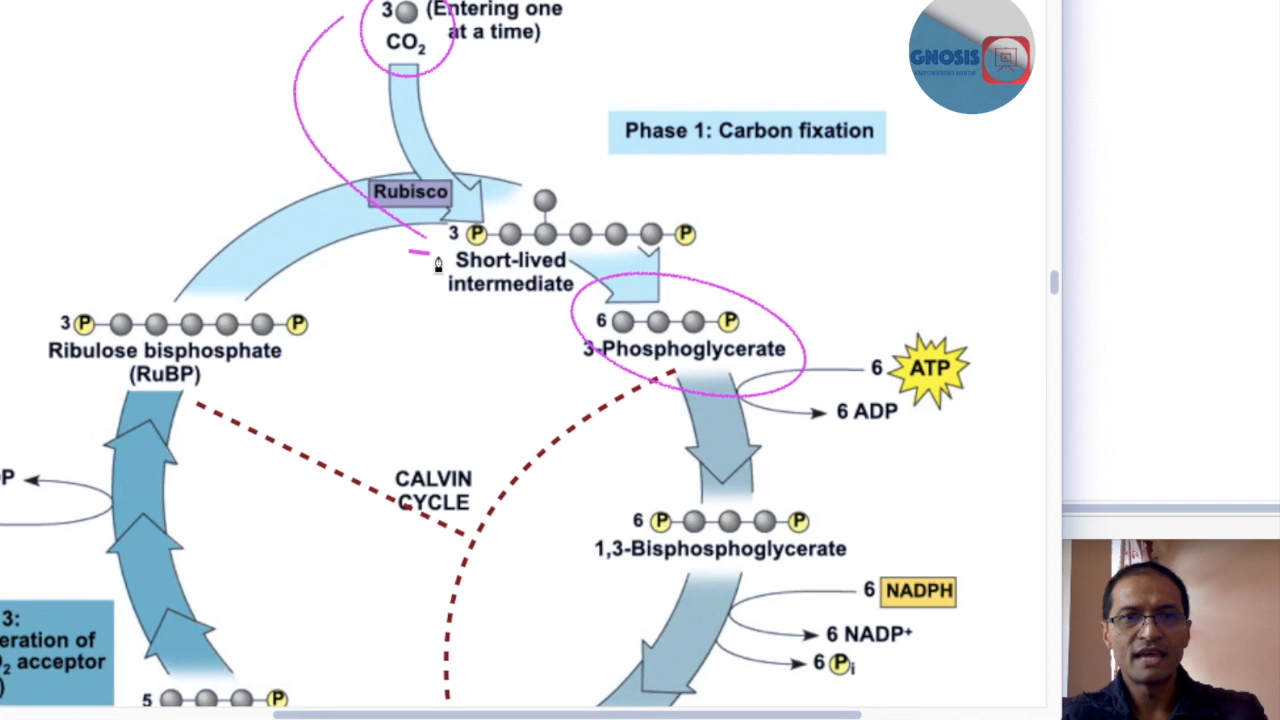 3 (Entering one
at a time)
CO₂
GNOSIS
EMPOWERING MINDS
Phase 1: Carbon fixation
Rubisco
3 P P
Short-lived
intermediate
3 P P
Ribulose bisphosphate
(RuBP)
6 P
3-Phosphoglycerate
6 ATP
6 ADP
P
CALVIN
CYCLE
6 P P
1,3-Bisphosphoglycerate
6 NADPH
6 NADP⁺
6 Pi
3:
eration of
₂ acceptor
)
5 P